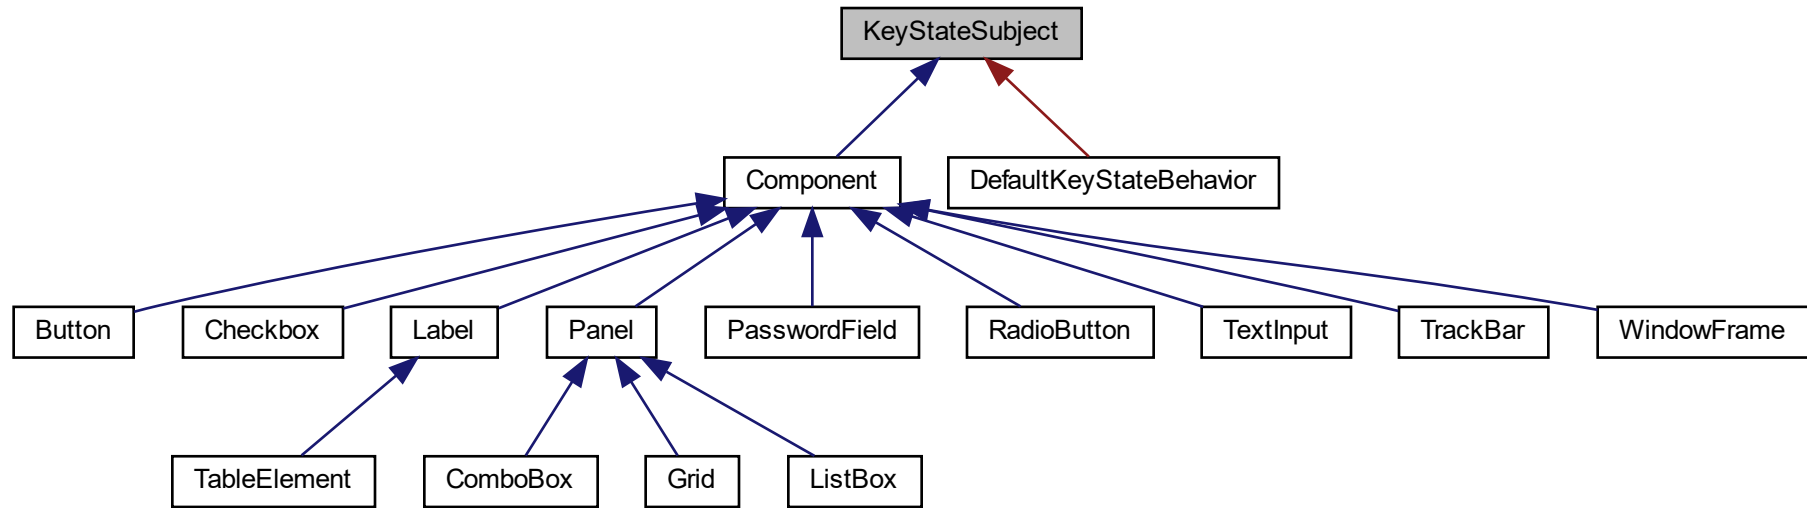 KeyStateSubject
Component
DefaultKeyStateBehavior
Button
Checkbox
Label
Panel
PasswordField
RadioButton
TextInput
TrackBar
WindowFrame
TableElement
ComboBox
Grid
ListBox